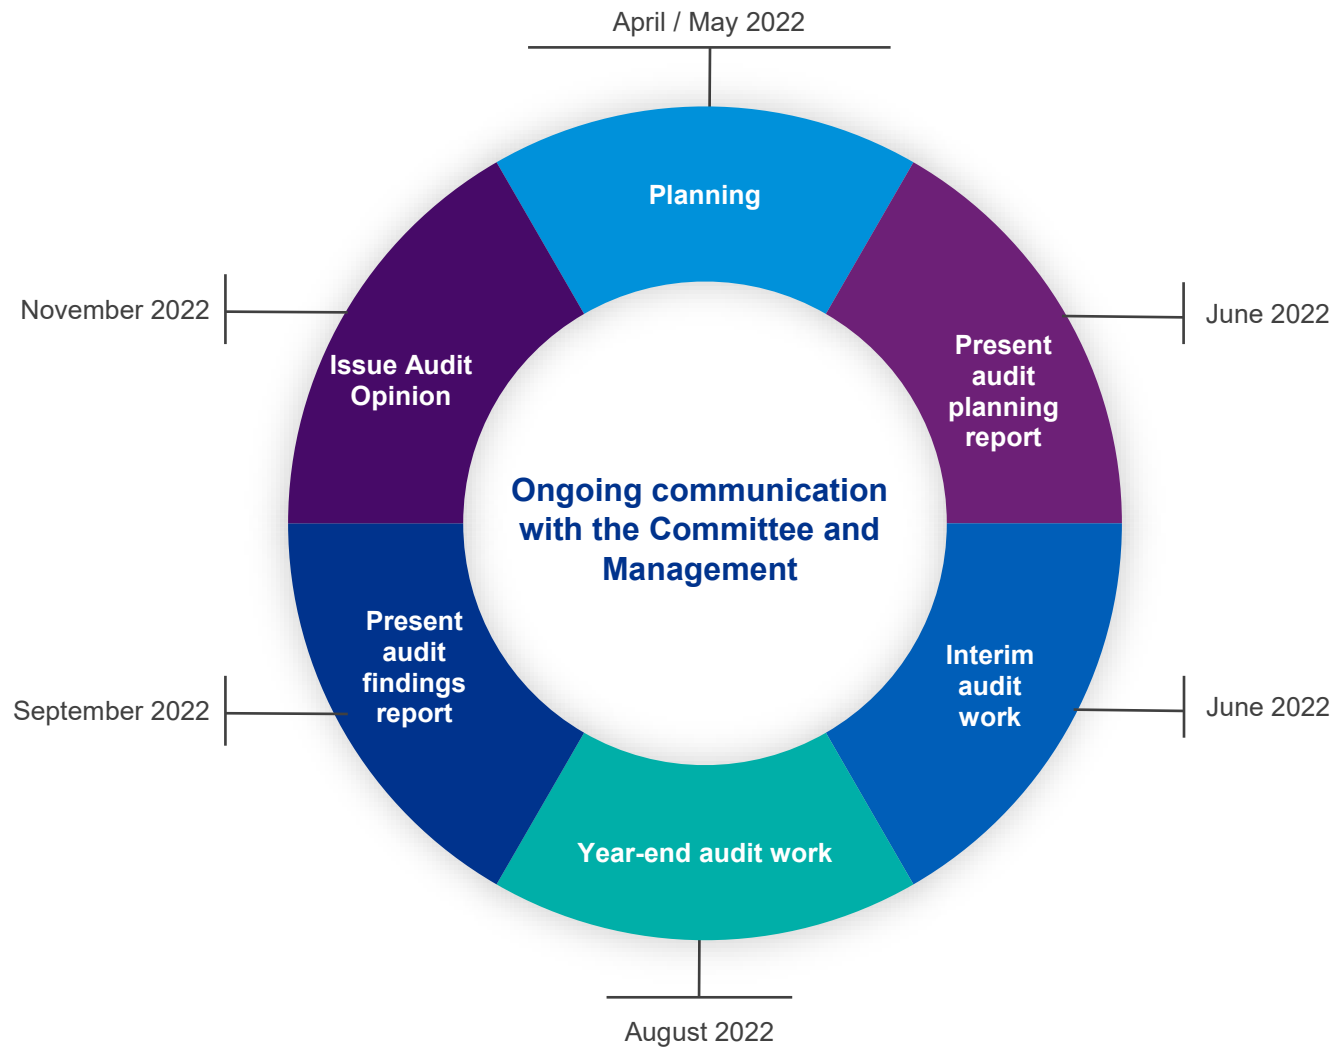 April / May 2022
Planning
June 2022
Present
audit
planning
report
June 2022
Interim
audit
work
August 2022
Year-end audit work
September 2022
Present
audit
findings
report
November 2022
Issue Audit
Opinion
Ongoing communication
with the Committee and
Management